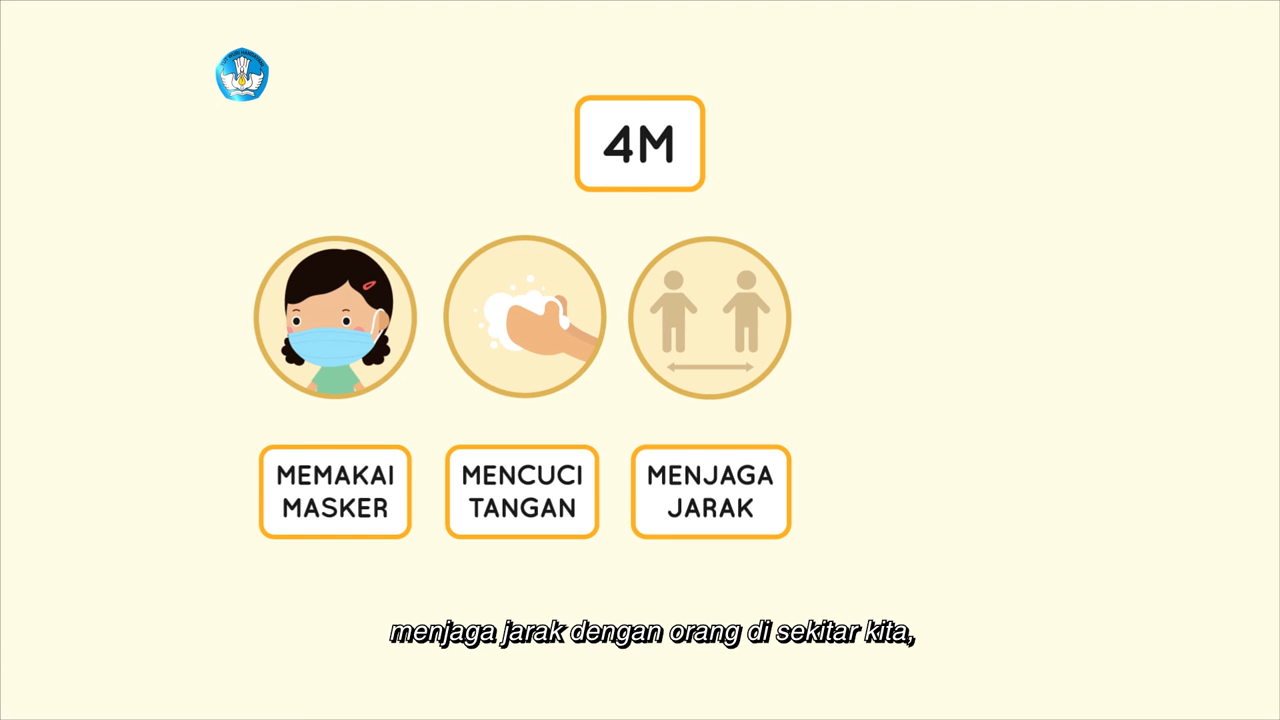 4M
MEMAKAI
MASKER
MENCUCI
TANGAN
MENJAGA
JARAK
menjaga jarak dengan orang di sekitar kita,